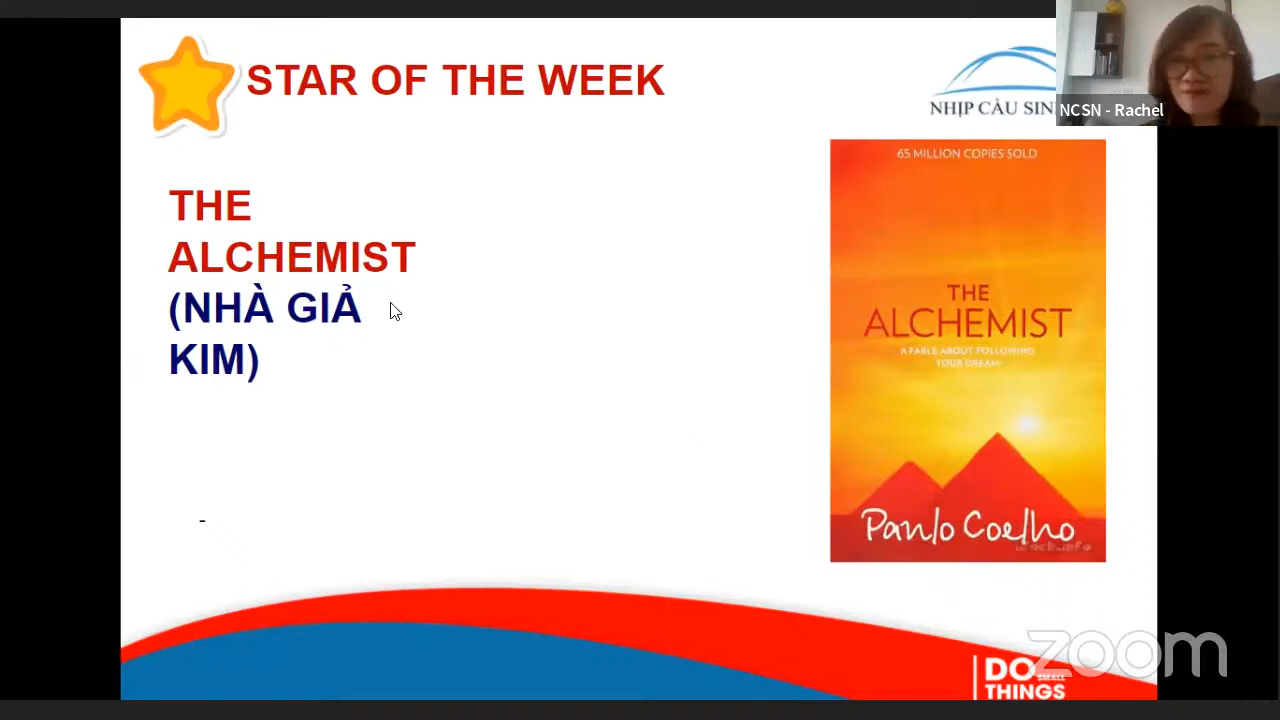 STAR OF THE WEEK
NHỊP CẦU SIN
NCSN - Rachel
THE
ALCHEMIST
(NHÀ GIẢ
KIM)
-
65 MILLION COPIES SOLD
THE
ALCHEMIST
A FABLE ABOUT FOLLOWING
YOUR DREAM
Paulo Coelho
zoom
DO
SMALL
THINGS